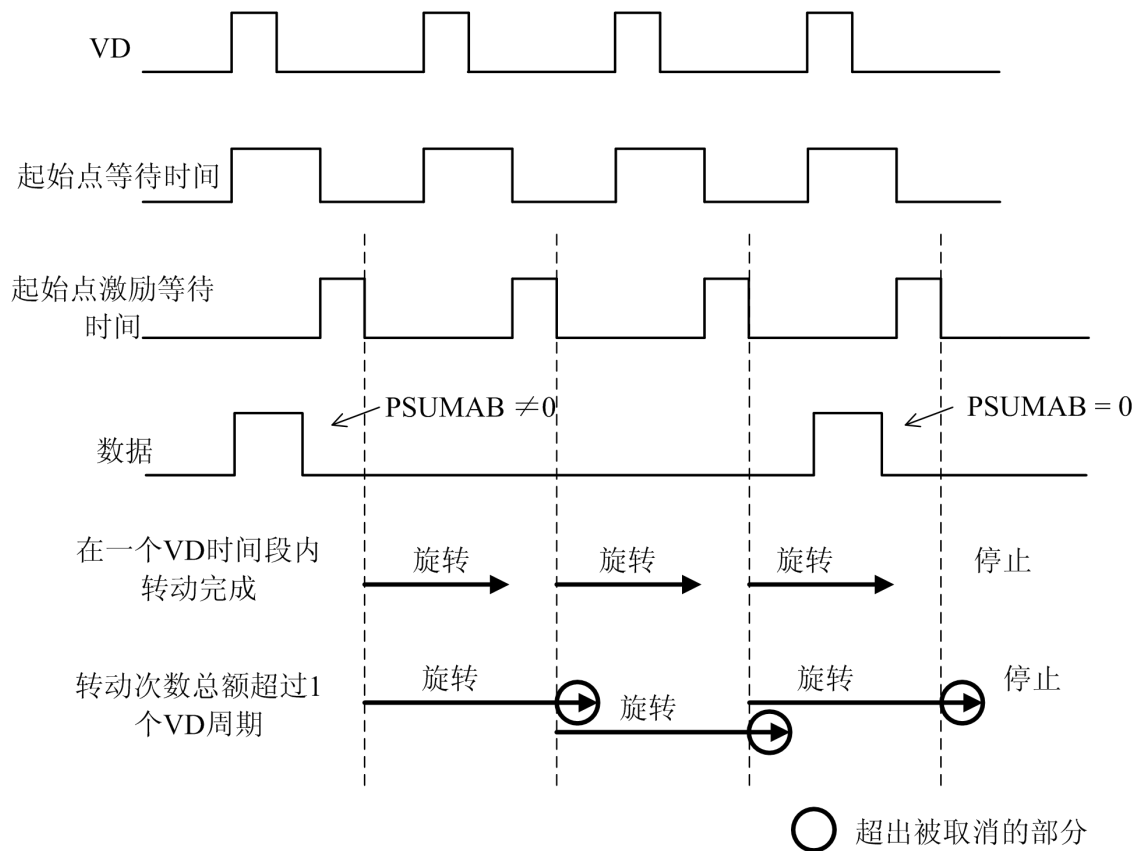 VD
起始点等待时间
起始点激励等待
时间
PSUMAB ≠0
PSUMAB = 0
数据
在一个VD时间段内
转动完成
旋转
旋转
旋转
停止
转动次数总额超过1
个VD周期
旋转
旋转
旋转
停止
超出被取消的部分